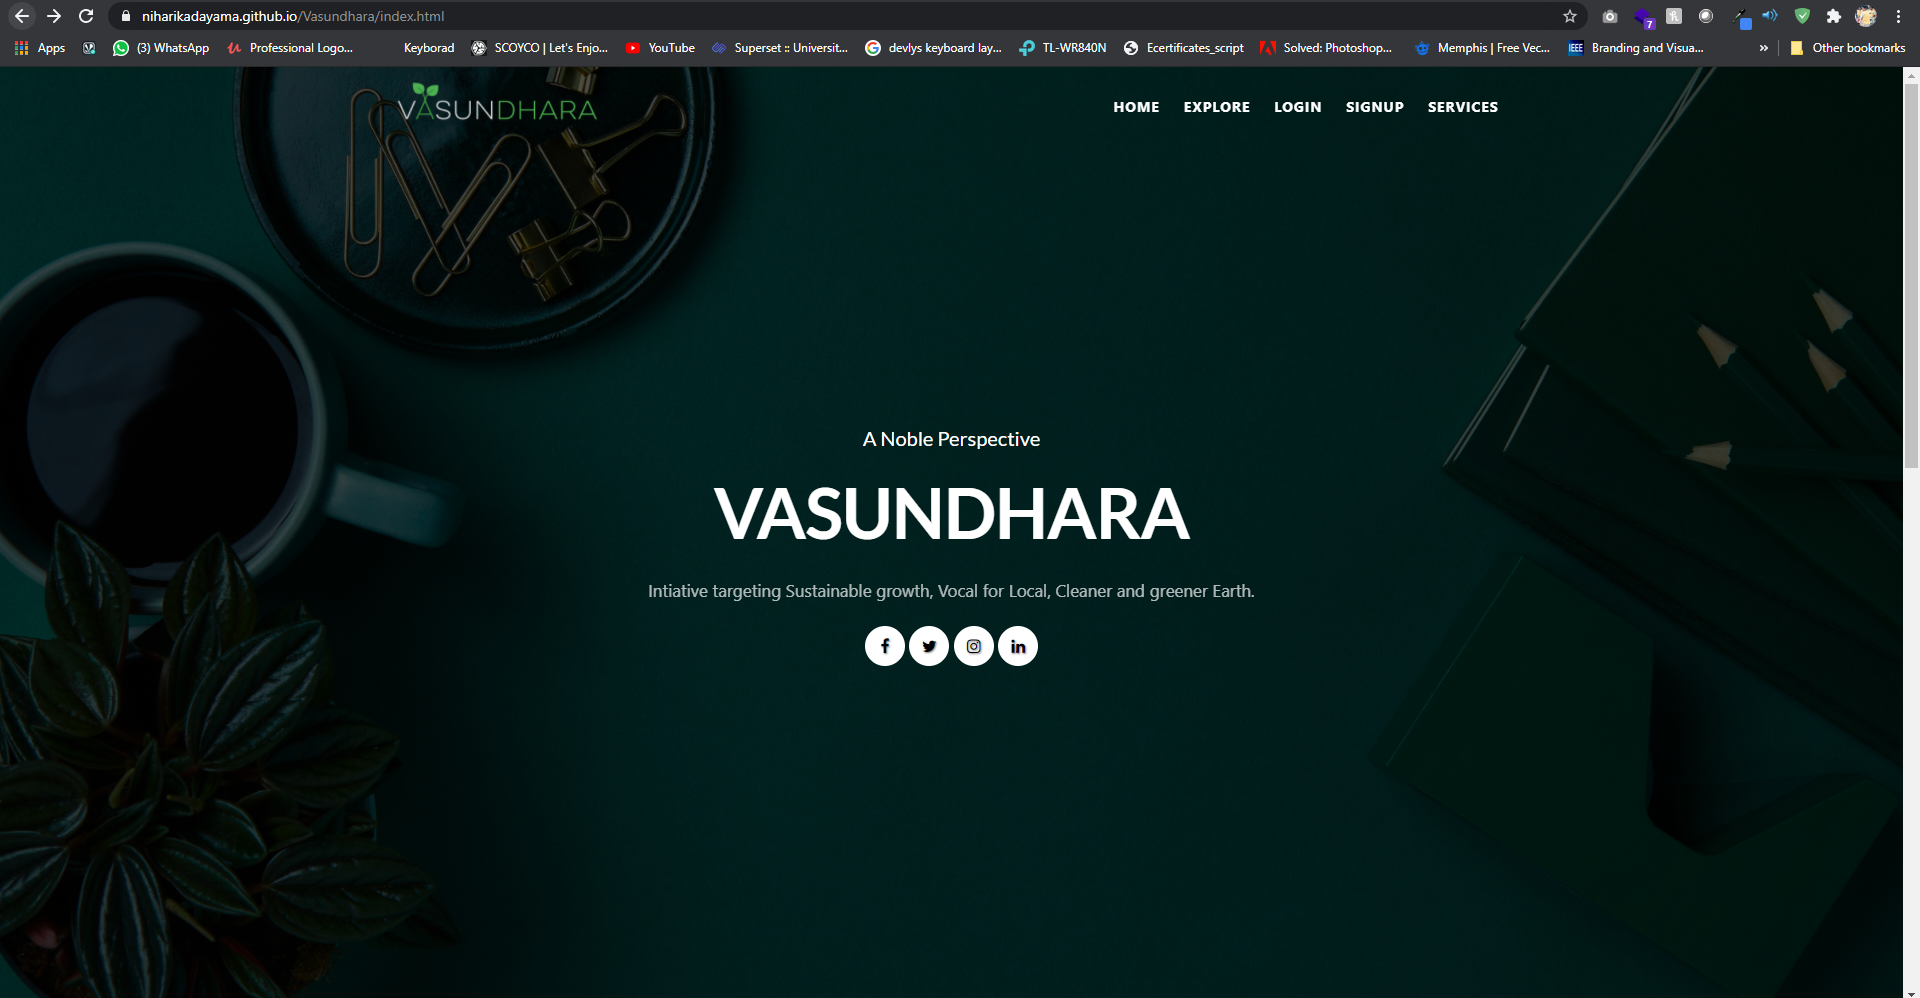 niharikadayama.github.io/Vasundhara/index.html
7
Apps (3) WhatsApp Professional Logo... Keyborad SCOYCO | Let's Enjo... YouTube Superset :: Universit... devlys keyboard lay... TL-WR840N Ecertificates_script Solved: Photoshop... Memphis | Free Vec... IEEE Branding and Visua... » Other bookmarks
VASUNDHARA HOME EXPLORE LOGIN SIGNUP SERVICES
A Noble Perspective
VASUNDHARA
Intiative targeting Sustainable growth, Vocal for Local, Cleaner and greener Earth.